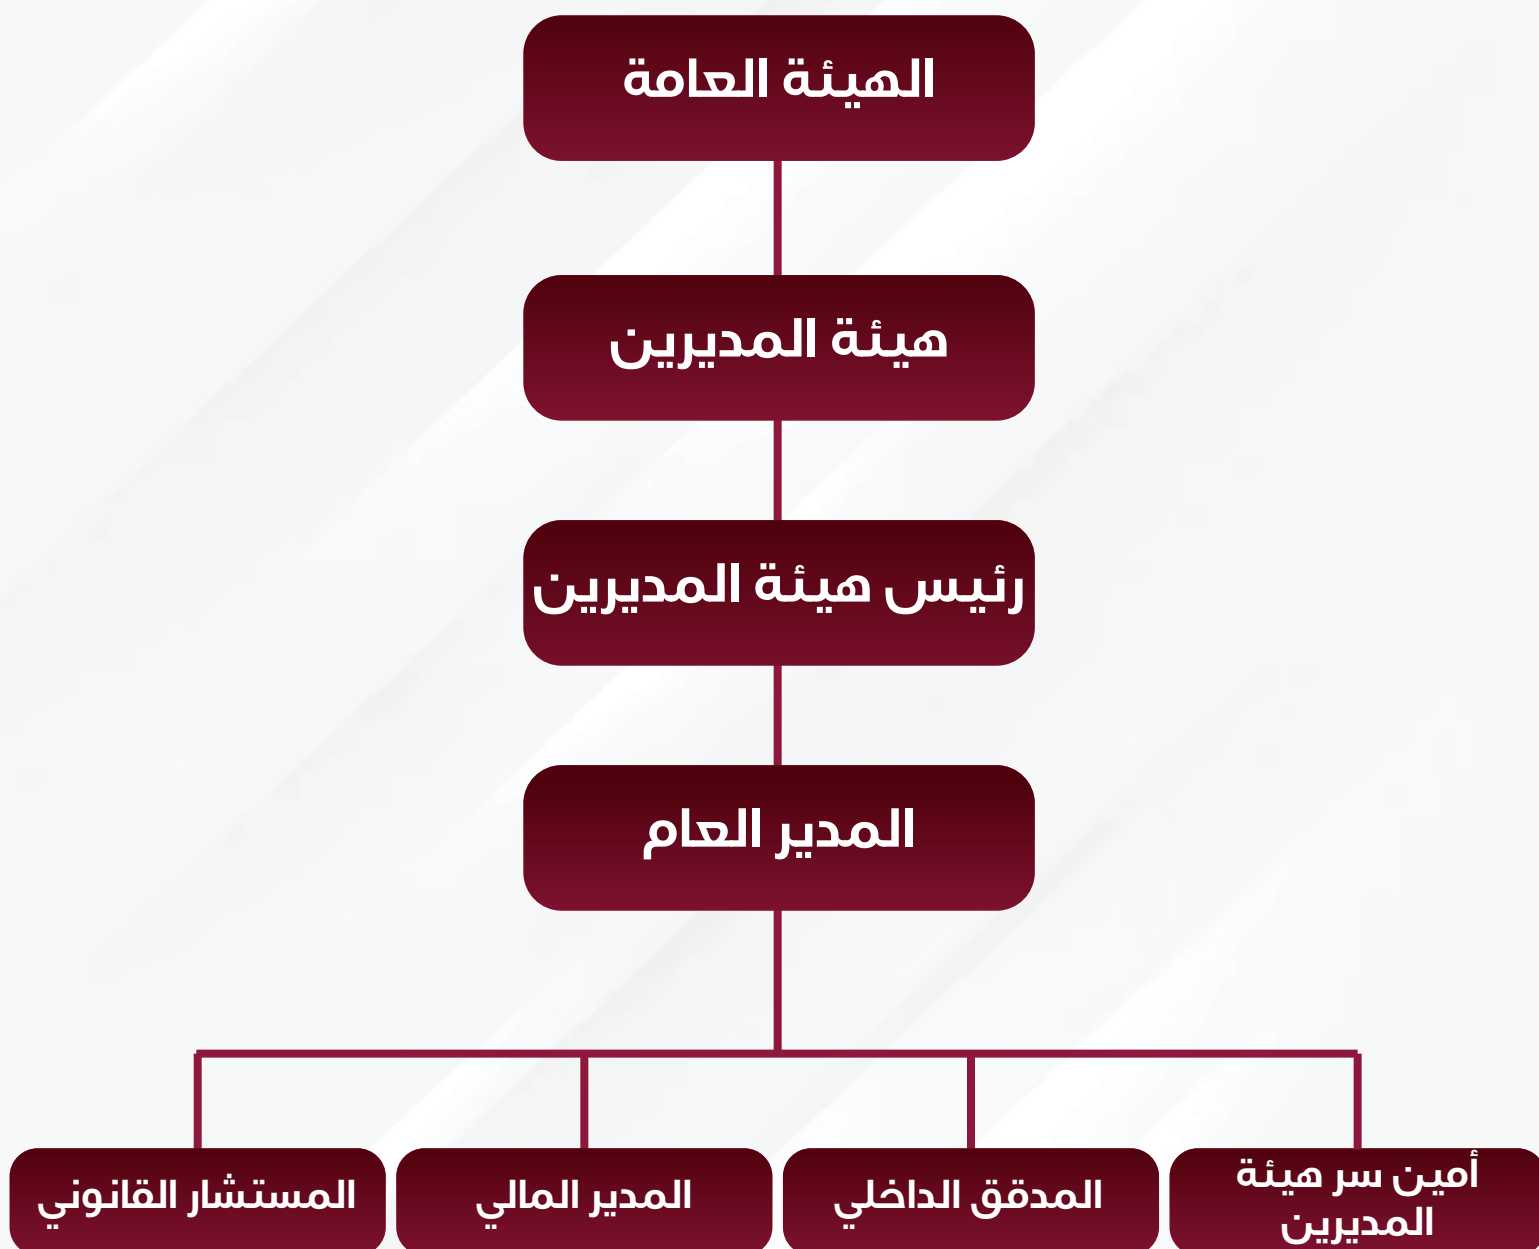 الهيئة العامة
هيئة المديرين
رئيس هيئة المديرين
المدير العام
أمين سر هيئة
المديرين
المدقق الداخلي
المدير المالي
المستشار القانوني